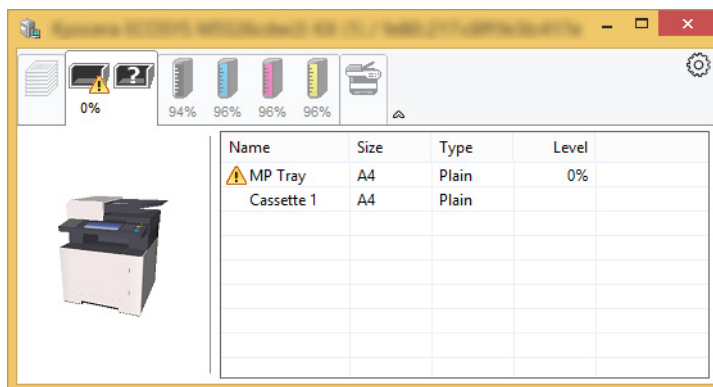 ?
0%
94% 96% 96% 96%
Name Size Type Level
MP Tray A4 Plain 0%
Cassette 1 A4 Plain